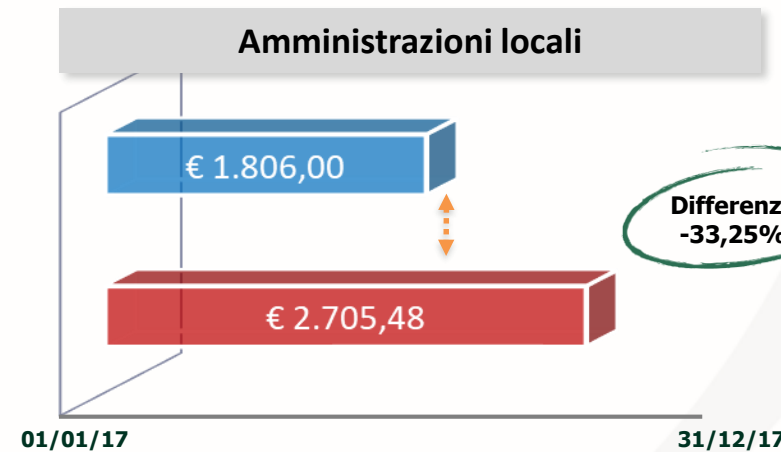 Amministrazioni locali
€ 1.806,00
Differenz
-33,25%
€ 2.705,48
01/01/17
31/12/17